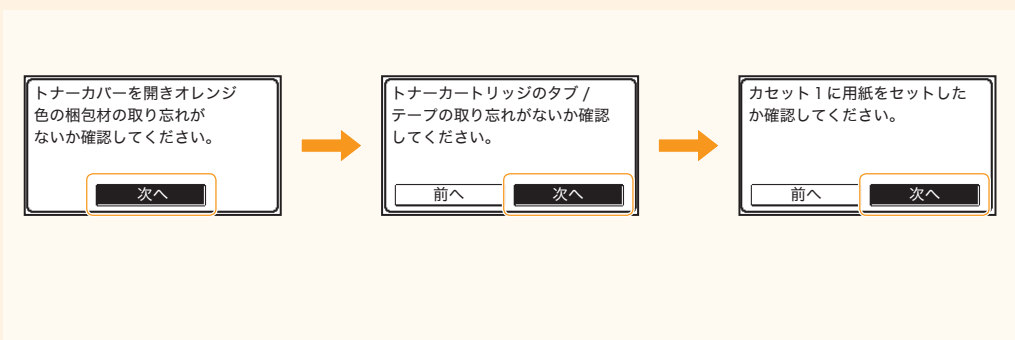 トナーカバーを開きオレンジ
色の梱包材の取り忘れが
ないか確認してください。
次へ
トナーカートリッジのタブ /
テープの取り忘れがないか確認
してください。
前へ
次へ
カセット 1 に用紙をセットした
か確認してください。
前へ
次へ